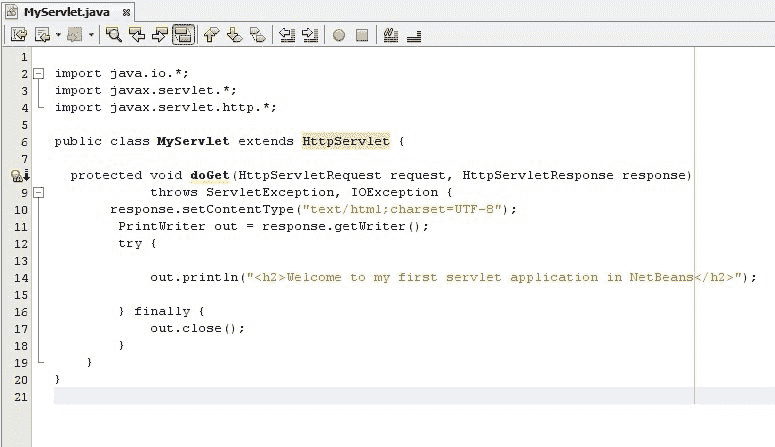 MyServlet.java
1
2 import java.io.*;
3 import javax.servlet.*;
4 import javax.servlet.http.*;
5
6 public class MyServlet extends HttpServlet {
7
protected void doGet(HttpServletRequest request, HttpServletResponse response)
9 throws ServletException, IOException {
10 response.setContentType("text/html;charset=UTF-8");
11 PrintWriter out = response.getWriter();
12 try {
13
14 out.println("<h2>Welcome to my first servlet application in NetBeans</h2>");
15
16 } finally {
17 out.close();
18 }
19 }
20 }
21